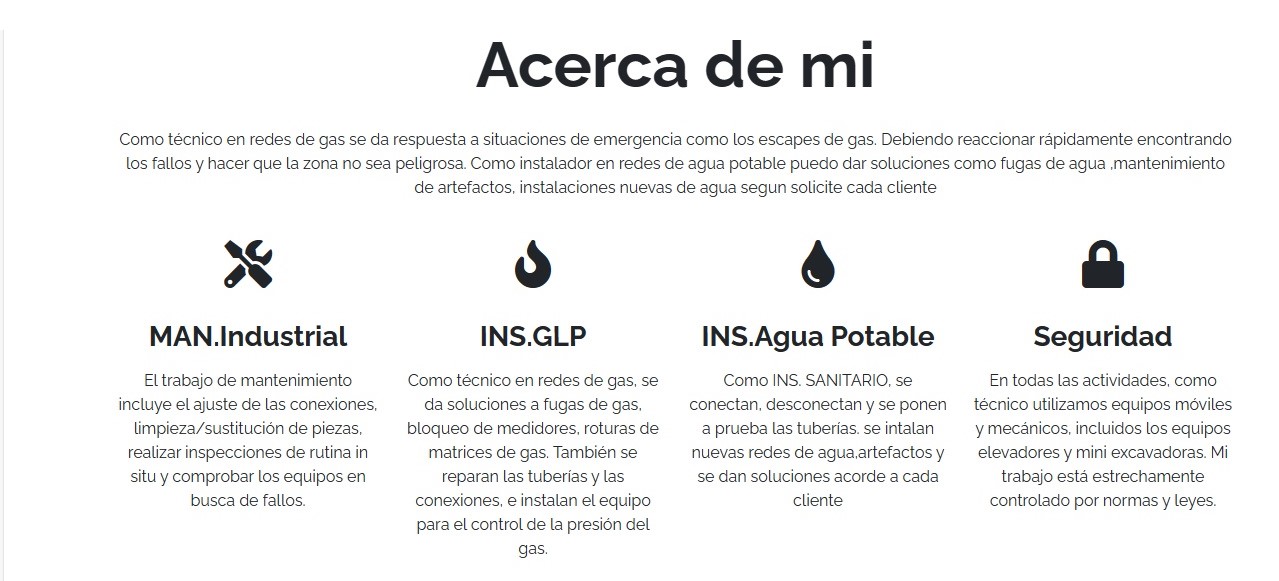 Acerca de mi
Como técnico en redes de gas se da respuesta a situaciones de emergencia como los escapes de gas. Debiendo reaccionar rápidamente encontrando
los fallos y hacer que la zona no sea peligrosa. Como instalador en redes de agua potable puedo dar soluciones como fugas de agua ,mantenimiento
de artefactos, instalaciones nuevas de agua segun solicite cada cliente
MAN.Industrial
El trabajo de mantenimiento
incluye el ajuste de las conexiones,
limpieza/sustitución de piezas,
realizar inspecciones de rutina in
situ y comprobar los equipos en
busca de fallos.
INS.GLP
Como técnico en redes de gas, se
da soluciones a fugas de gas,
bloqueo de medidores, roturas de
matrices de gas. También se
reparan las tuberías y las
conexiones, e instalan el equipo
para el control de la presión del
gas.
INS.Agua Potable
Como INS. SANITARIO, se
conectan, desconectan y se ponen
a prueba las tuberías. se intalan
nuevas redes de agua,artefactos y
se dan soluciones acorde a cada
cliente
Seguridad
En todas las actividades, como
técnico utilizamos equipos móviles
y mecánicos, incluidos los equipos
elevadores y mini excavadoras. Mi
trabajo está estrechamente
controlado por normas y leyes.